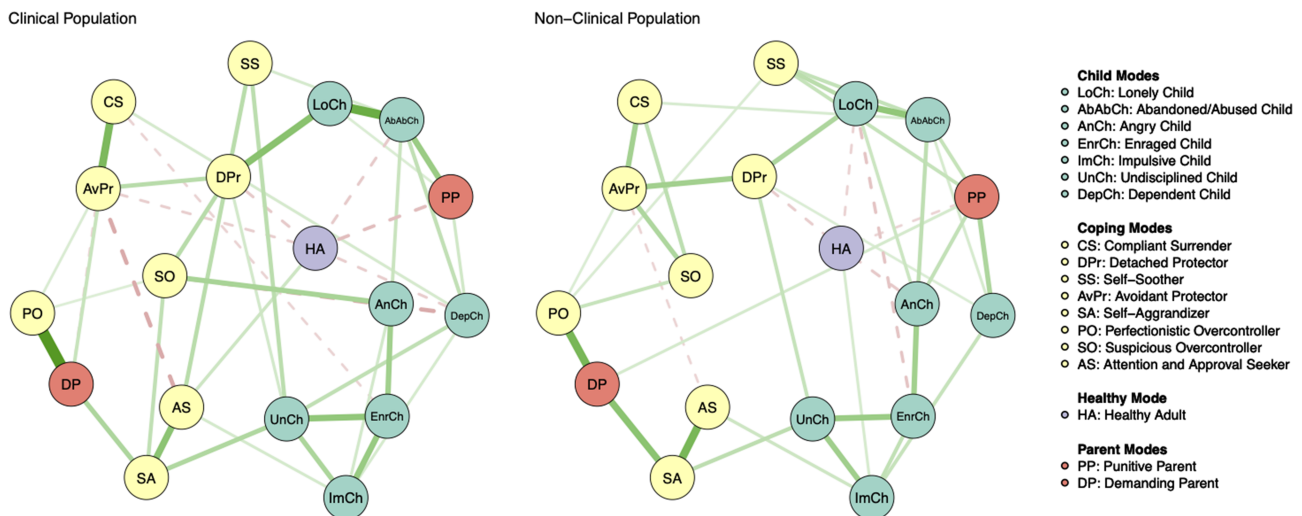 Clinical Population
Non−Clinical Population
SS
CS
LoCh
AbAbCh
AvPr
DPr
PP
HA
SO
AnCh
DepCh
PO
DP
AS
UnCh
EnrCh
SA
ImCh
SS
CS
LoCh
AbAbCh
AvPr
DPr
PP
HA
SO
AnCh
DepCh
PO
DP
AS
UnCh
EnrCh
SA
ImCh
Child Modes
LoCh: Lonely Child
AbAbCh: Abandoned/Abused Child
AnCh: Angry Child
EnrCh: Enraged Child
ImCh: Impulsive Child
UnCh: Undisciplined Child
DepCh: Dependent Child
Coping Modes
CS: Compliant Surrender
DPr: Detached Protector
SS: Self−Soother
AvPr: Avoidant Protector
SA: Self−Aggrandizer
PO: Perfectionistic Overcontroller
SO: Suspicious Overcontroller
AS: Attention and Approval Seeker
Healthy Mode
HA: Healthy Adult
Parent Modes
PP: Punitive Parent
DP: Demanding Parent